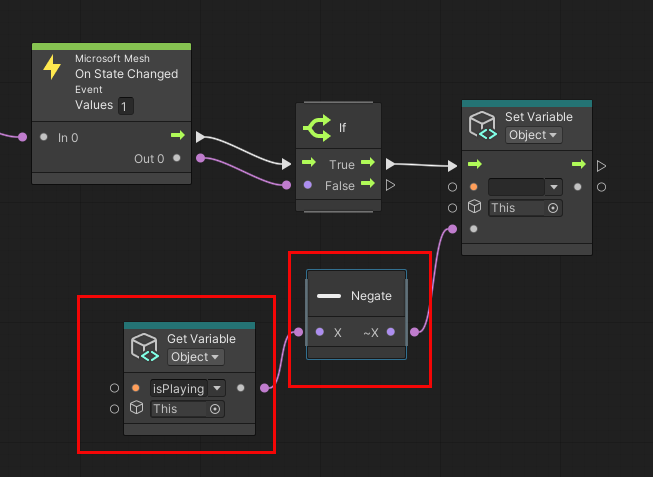 Microsoft Mesh
On State Changed
Event
Values 1
In 0
Out 0
If
True
False
Set Variable
Object
This
Negate
X ~X
Get Variable
Object
isPlaying
This